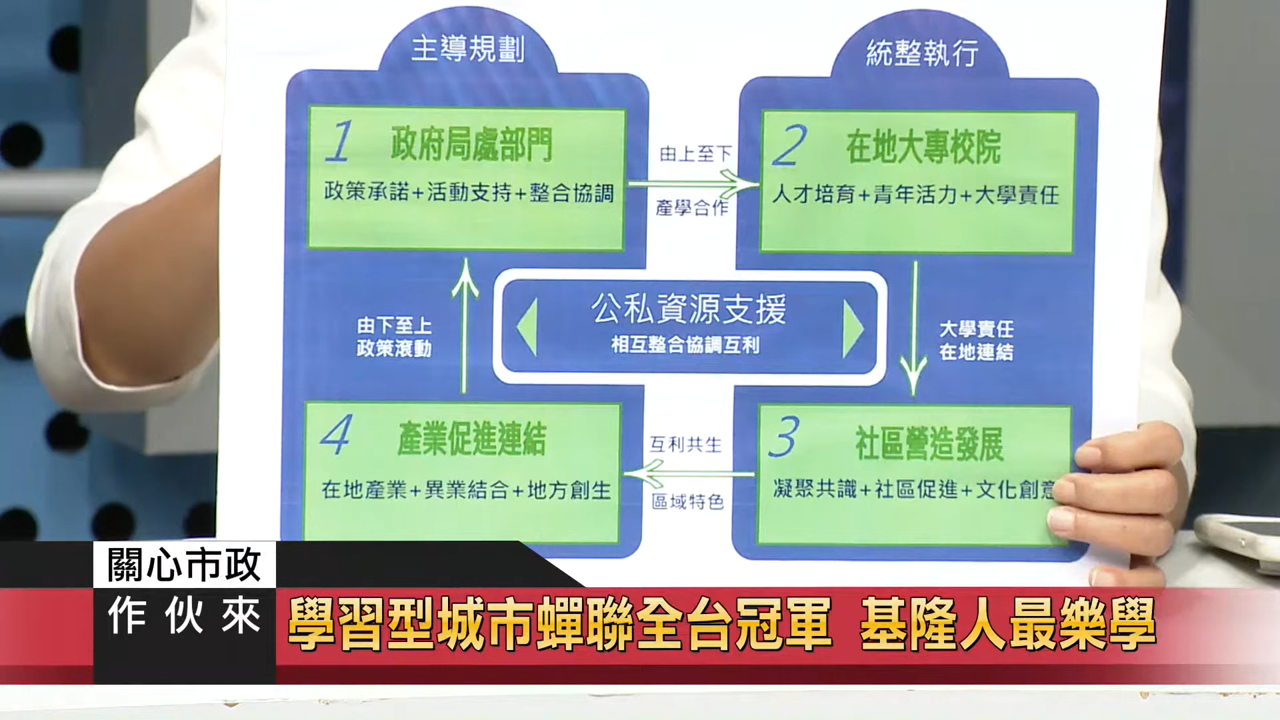 主導規劃
統整執行
1 政府局處部門
政策承諾+活動支持+整合協調
由上至下
產學合作
2 在地大專校院
人才培育+青年活力+大學責任
公私資源支援
相互整合協調互利
由下至上
政策滾動
大學責任
在地連結
4 產業促進連結
在地產業+異業結合+地方創生
互利共生
區域特色
3 社區營造發展
凝聚共識+社區促進+文化創意
關心市政
作伙來
學習型城市蟬聯全台冠軍 基隆人最樂學